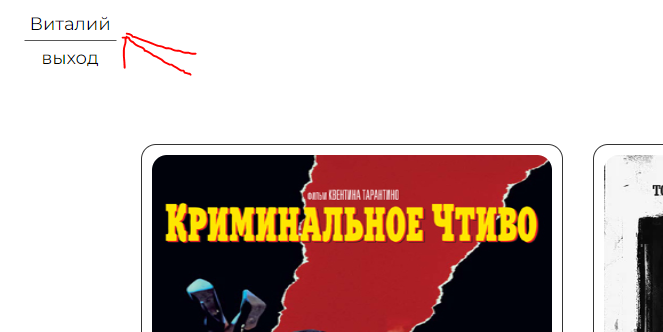 Виталий
выход
фильм КВЕНТИНА ТАРАНТИНО
Криминальное Чтиво